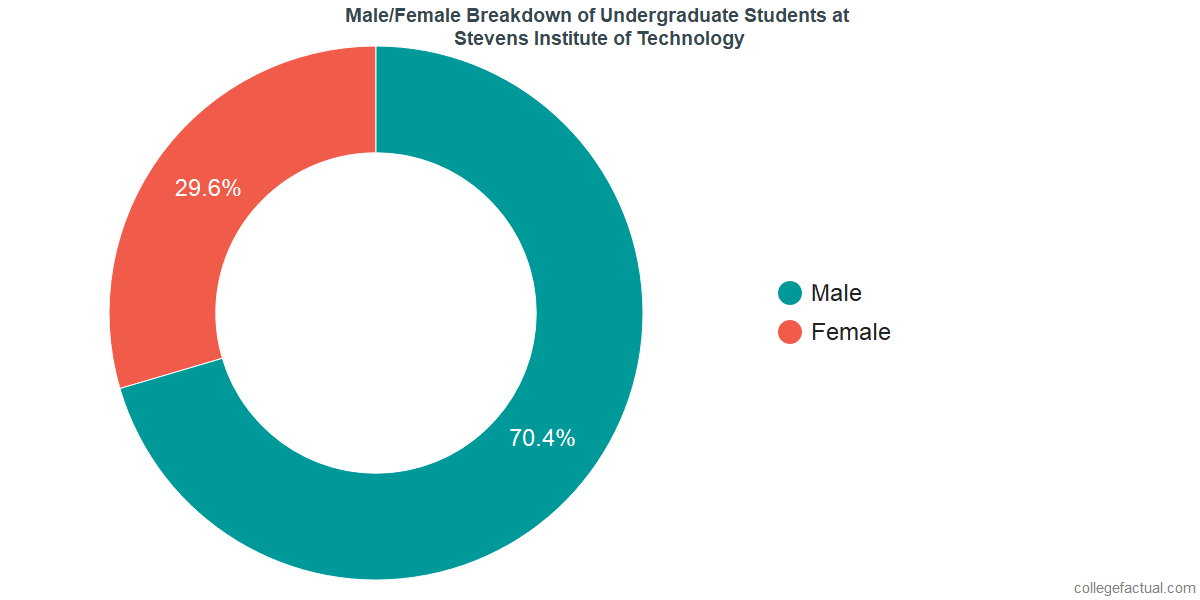 Male/Female Breakdown of Undergraduate Students at
Stevens Institute of Technology
29.6%
70.4%
Male
Female
collegefactual.com